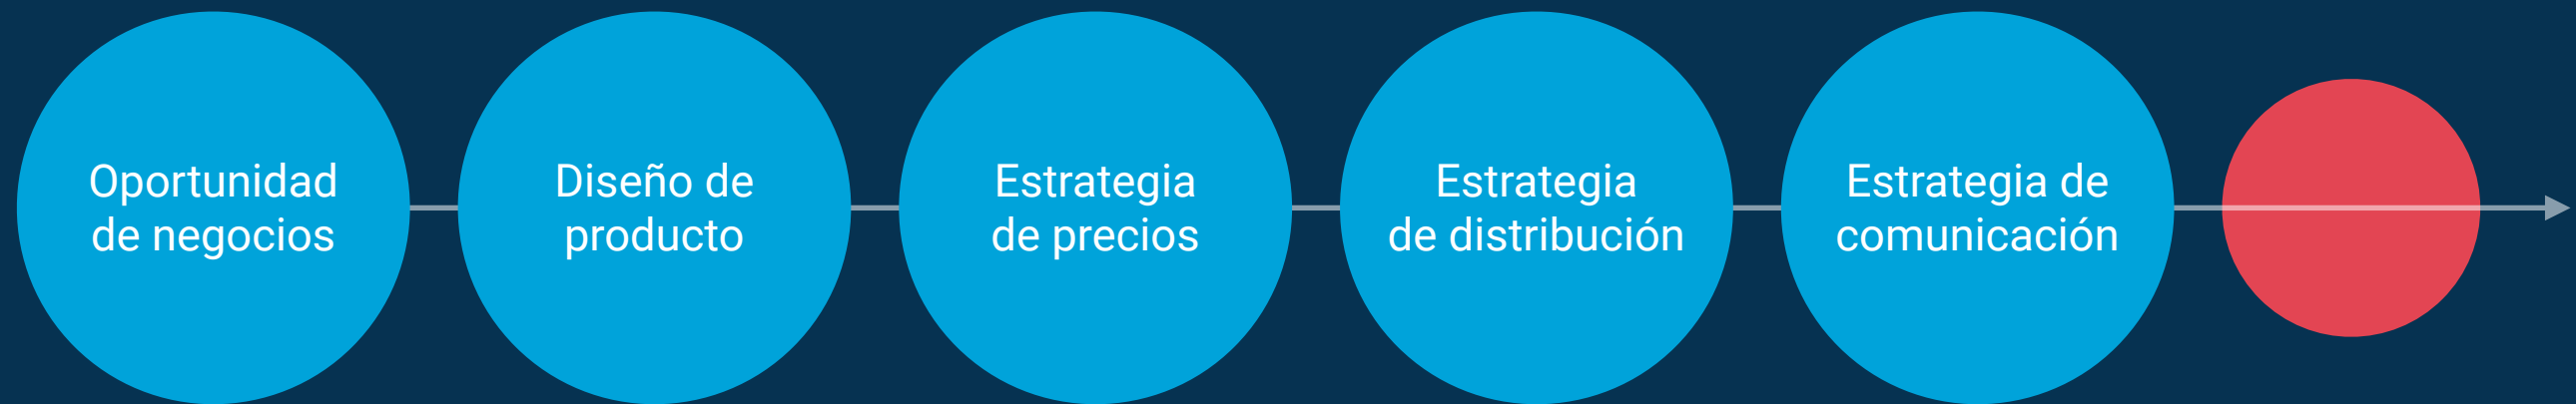 Oportunidad
de negocios
Diseño de
producto
Estrategia
de precios
Estrategia
de distribución
Estrategia de
comunicación